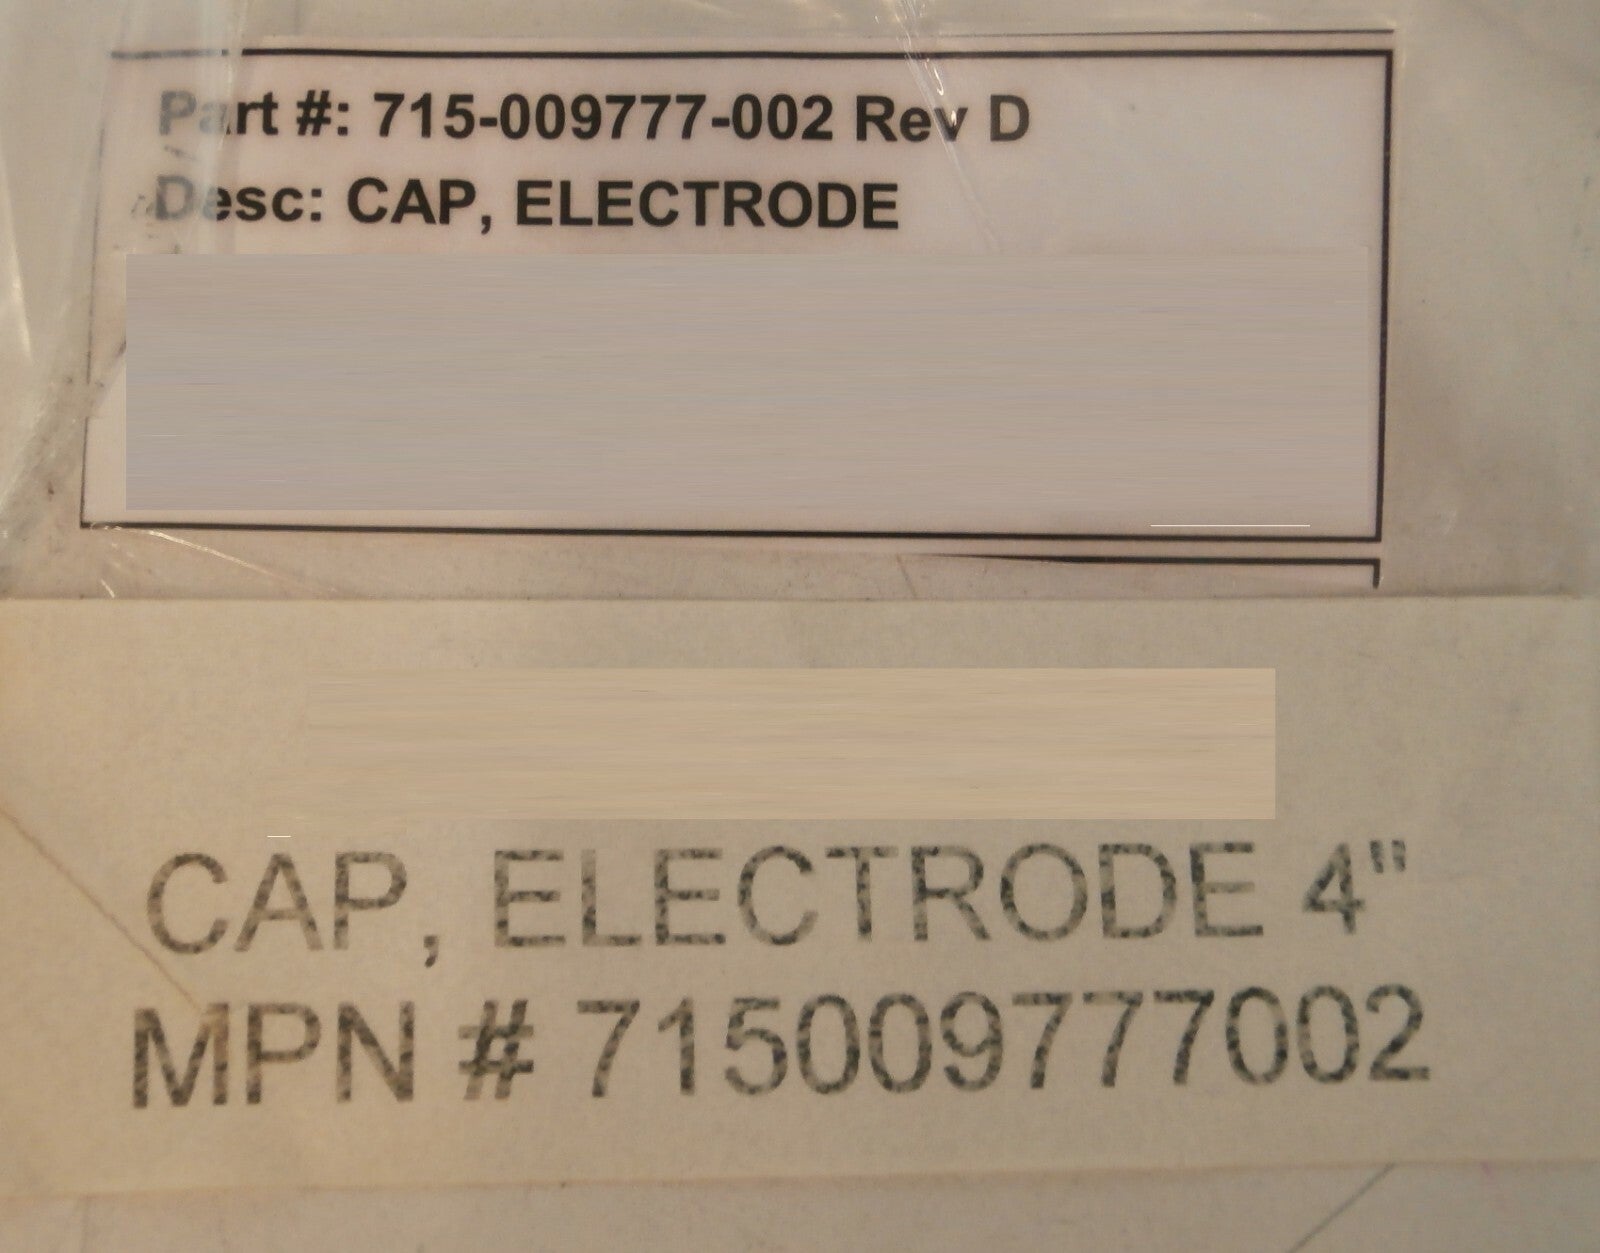 Part #: 715-009777-002 Rev D
Desc: CAP, ELECTRODE
CAP, ELECTRODE 4"
MPN # 715009777002